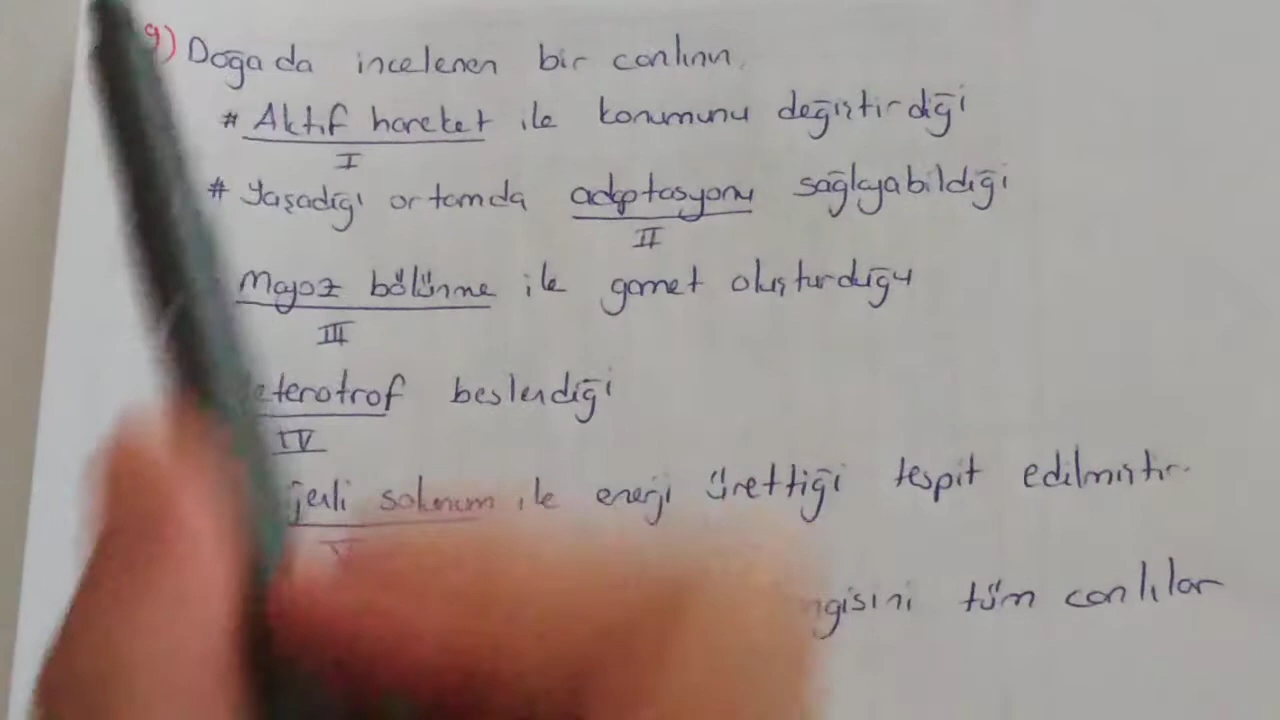 9) Doğada incelenen bir canlının,
# Aktif hareket ile konumunu değiştirdiği
I
# Yaşadığı ortamda adaptasyonu sağlayabildiği
II
Mayoz bölünme ile gamet oluşturduğu
III
eterotrof beslendiği
IV
jenli solunum ile enerji ürettiği tespit edilmiştir.
V
ngisini tüm canlılar